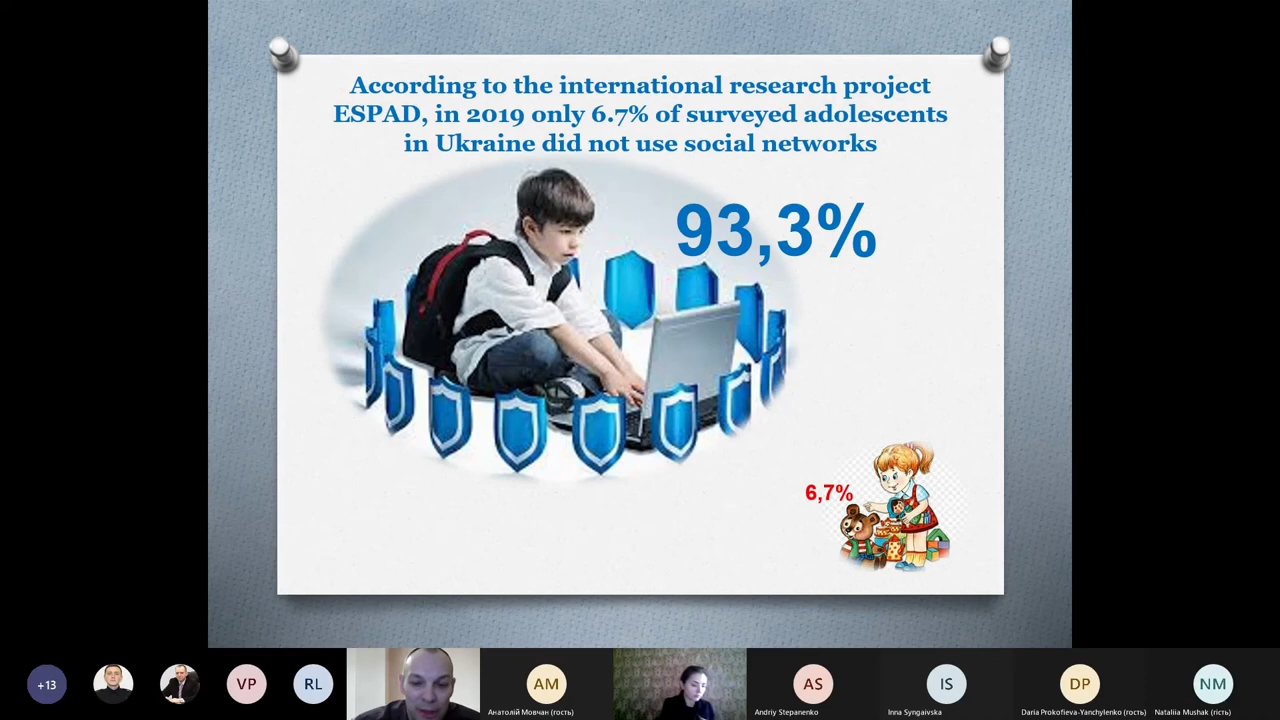 According to the international research project
ESPAD, in 2019 only 6.7% of surveyed adolescents
in Ukraine did not use social networks
93,3%
6,7%
+13
VP
RL
AM
AS
IS
DP
NM
Анатолій Мовчан (гость)
Andriy Stepanenko
Inna Syngaivska
Daria Prokofieva-Yanchylenko (гость)
Nataliia Mushak (гість)